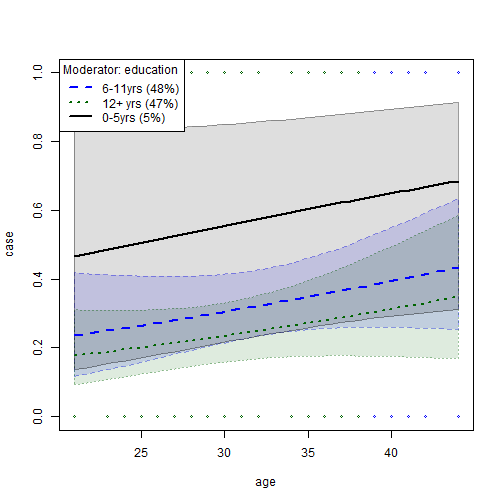 Moderator: education
6-11yrs (48%)
12+ yrs (47%)
0-5yrs (5%)
1.0
0.8
0.6
0.4
0.2
0.0
case
25 30 35 40
age